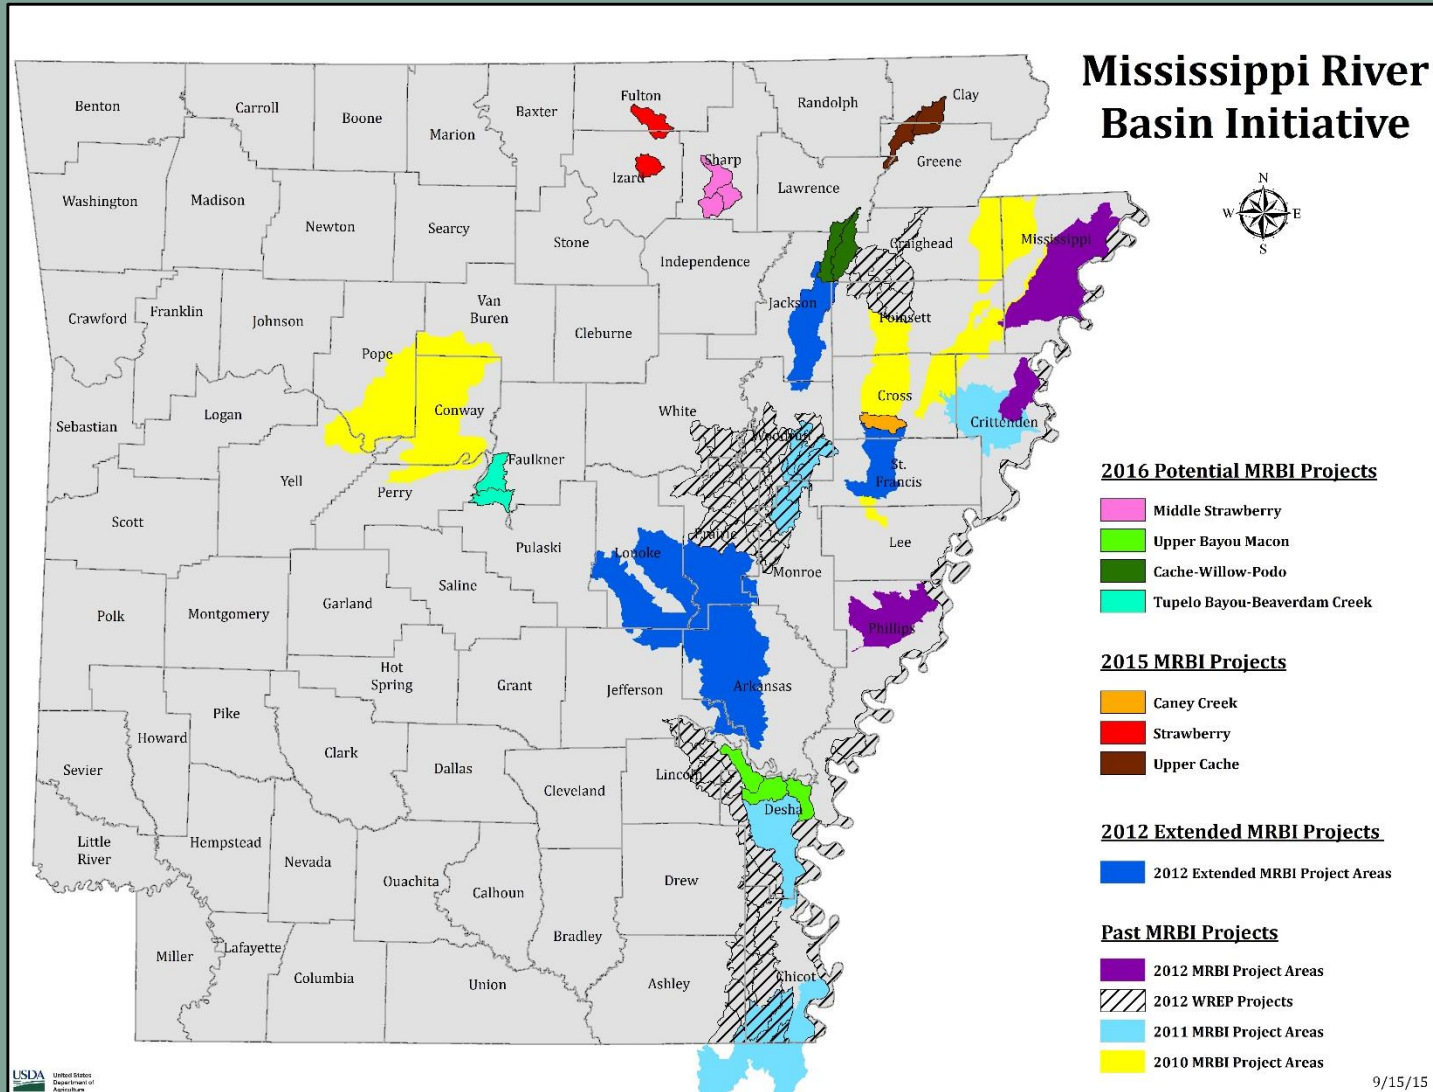 Mississippi River
Basin Initiative
N
W
E
S
Benton
Carroll
Boone
Marion
Baxter
Fulton
Randolph
Clay
Washington
Madison
Newton
Searcy
Stone
Izard
Sharp
Lawrence
Greene
Independence
Craighead
Mississippi
Crawford
Franklin
Johnson
Van
Buren
Cleburne
Jackson
Poinsett
Pope
Conway
White
Cross
Crittenden
Sebastian
Logan
Woodruff
St.
Francis
Faulkner
Yell
Perry
Scott
Pulaski
Lonoke
Prairie
Lee
Monroe
Polk
Montgomery
Garland
Saline
Phillips
Hot
Spring
Grant
Jefferson
Arkansas
Pike
Howard
Clark
Dallas
Sevier
Cleveland
Lincoln
Desha
Little
River
Hempstead
Nevada
Ouachita
Calhoun
Drew
Bradley
Miller
Lafayette
Columbia
Union
Ashley
Chicot
2016 Potential MRBI Projects
Middle Strawberry
Upper Bayou Macon
Cache-Willow-Podo
Tupelo Bayou-Beaverdam Creek
2015 MRBI Projects
Caney Creek
Strawberry
Upper Cache
2012 Extended MRBI Projects
2012 Extended MRBI Project Areas
Past MRBI Projects
2012 MRBI Project Areas
2012 WREP Projects
2011 MRBI Project Areas
2010 MRBI Project Areas
USDA
United States
Department of
Agriculture
9/15/15